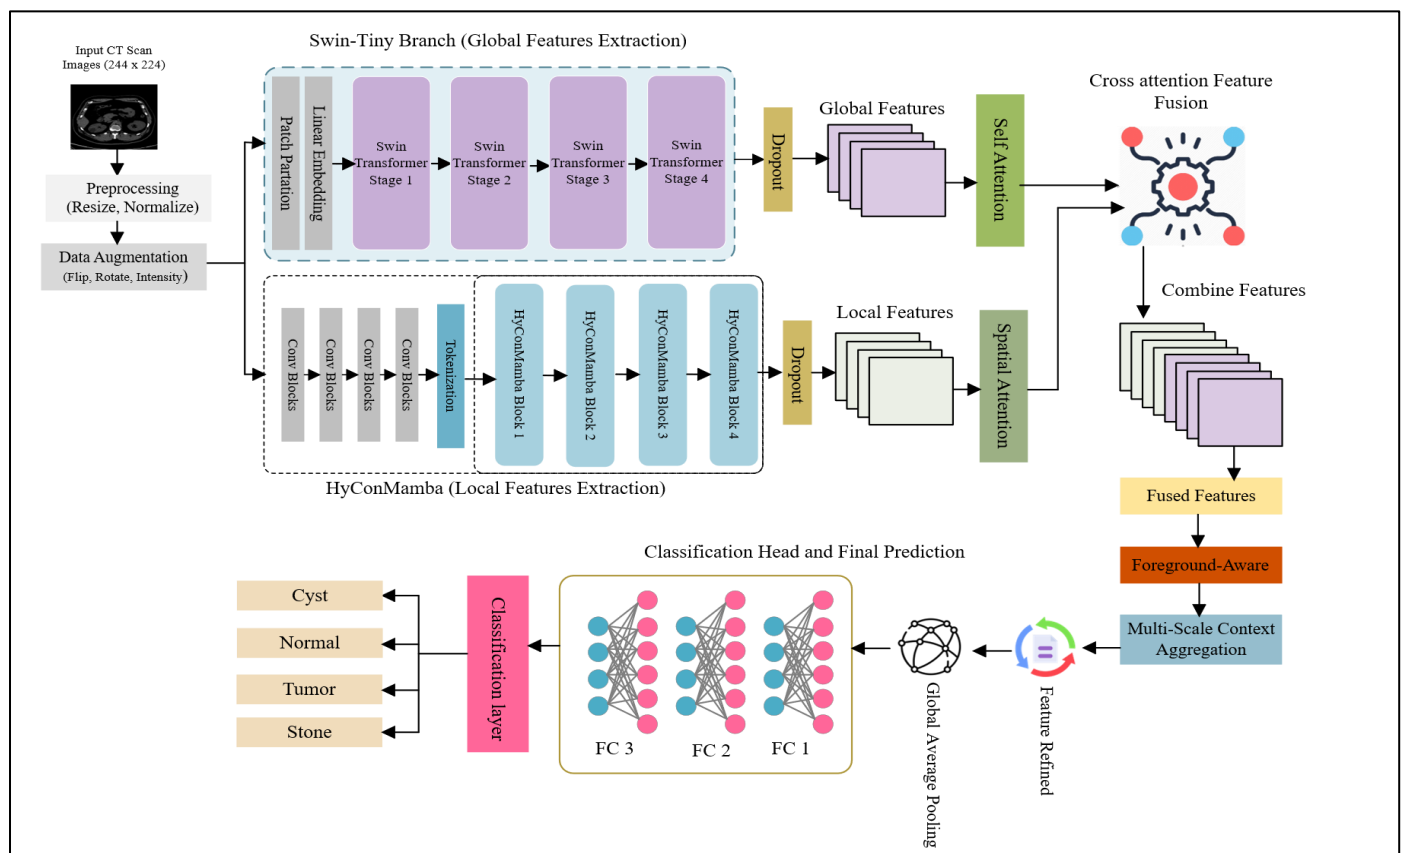 Input CT Scan
Images (244 x 224)
Preprocessing
(Resize, Normalize)
Data Augmentation
(Flip, Rotate, Intensity)
Swin-Tiny Branch (Global Features Extraction)
Patch Partation
Linear Embedding
Swin
Transformer
Stage 1
Swin
Transformer
Stage 2
Swin
Transformer
Stage 3
Swin
Transformer
Stage 4
Dropout
Global Features
Self Attention
Cross attention Feature
Fusion
Conv Blocks
Conv Blocks
Conv Blocks
Conv Blocks
Tokenization
HyConMamba Block 1
HyConMamba Block 2
HyConMamba Block 3
HyConMamba Block 4
Dropout
Local Features
Spatial Attention
HyConMamba (Local Features Extraction)
Combine Features
Fused Features
Foreground-Aware
Multi-Scale Context
Aggregation
Feature Refined
Global Average Pooling
Classification Head and Final Prediction
FC 3
FC 2
FC 1
Classification layer
Cyst
Normal
Tumor
Stone